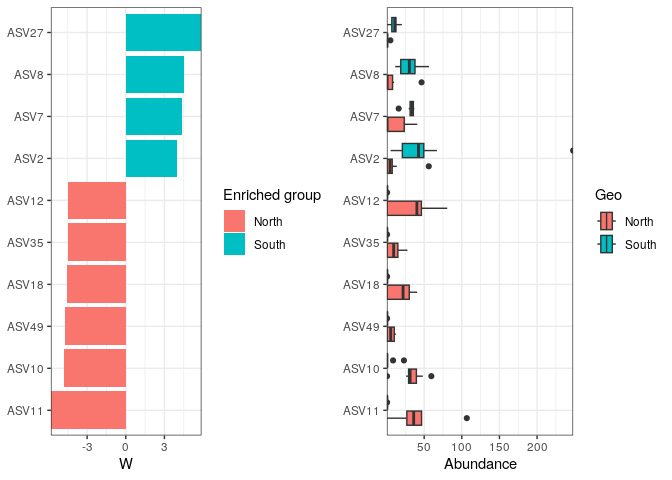 ASV27
ASV8
ASV7
ASV2
ASV12
ASV35
ASV18
ASV49
ASV10
ASV11
-3 0 3
W
Enriched group
North
South
ASV27
ASV8
ASV7
ASV2
ASV12
ASV35
ASV18
ASV49
ASV10
ASV11
50 100 150 200
Abundance
Geo
North
South